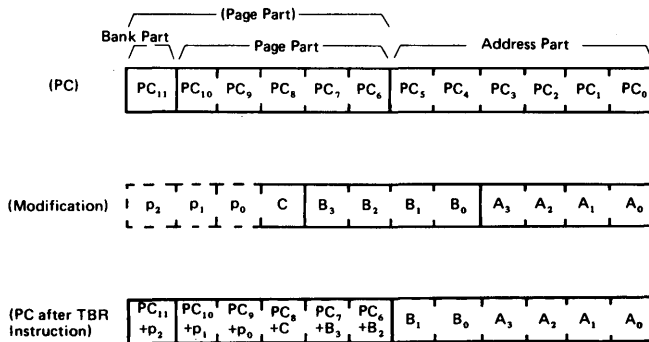 (Page Part)
Bank Part Page Part Address Part
(PC) PC₁₁ PC₁₀ PC₉ PC₈ PC₇ PC₆ PC₅ PC₄ PC₃ PC₂ PC₁ PC₀
(Modification) p₂ p₁ p₀ C B₃ B₂ B₁ B₀ A₃ A₂ A₁ A₀
(PC after TBR PC₁₁ PC₁₀ PC₉ PC₈ PC₇ PC₆ B₁ B₀ A₃ A₂ A₁ A₀
Instruction) +p₂ +p₁ +p₀ +C +B₃ +B₂